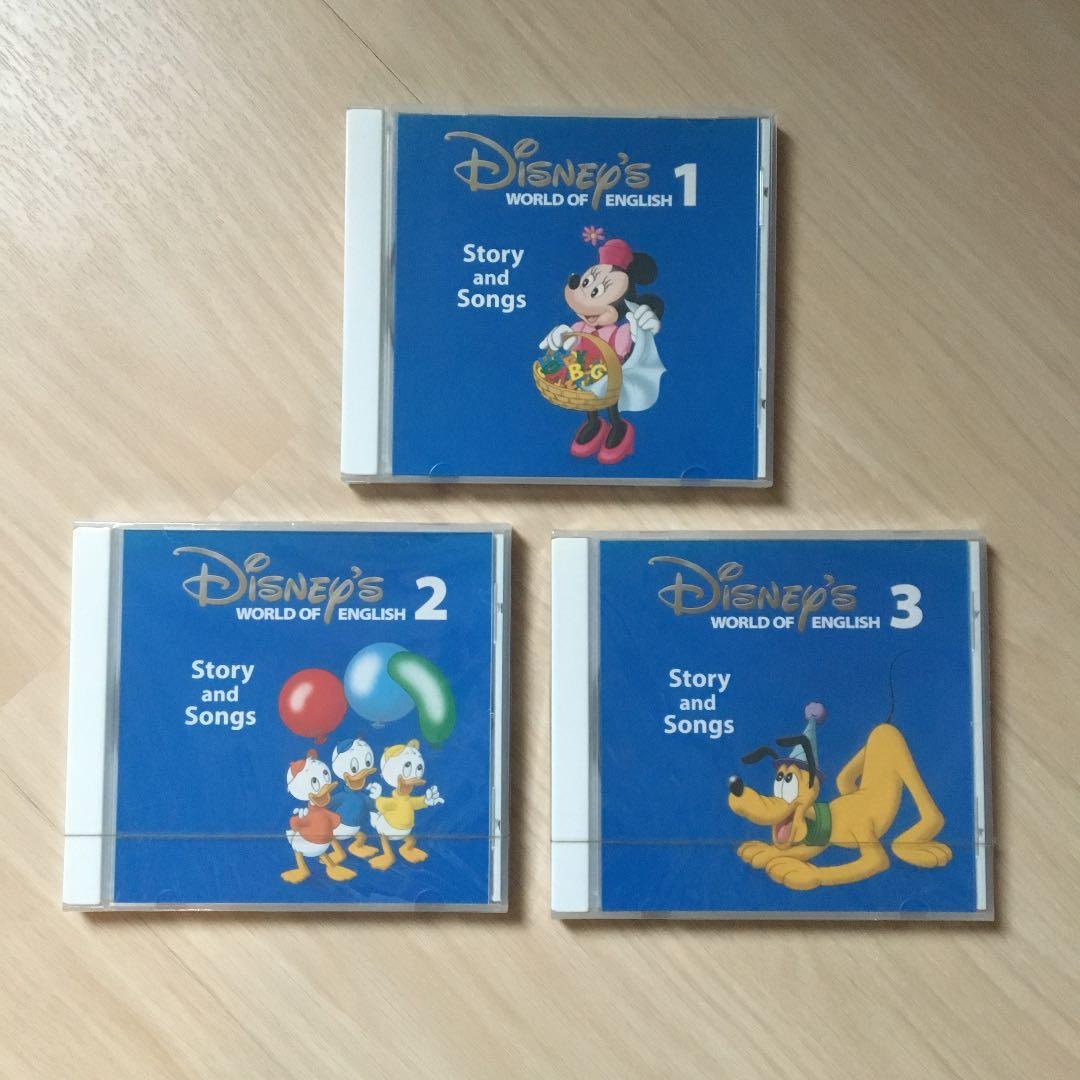 Disney's
WORLD OF ENGLISH 1
Story
and
Songs
B
G
Disney's
WORLD OF ENGLISH 2
Story
and
Songs
Disney's
WORLD OF ENGLISH 3
Story
and
Songs